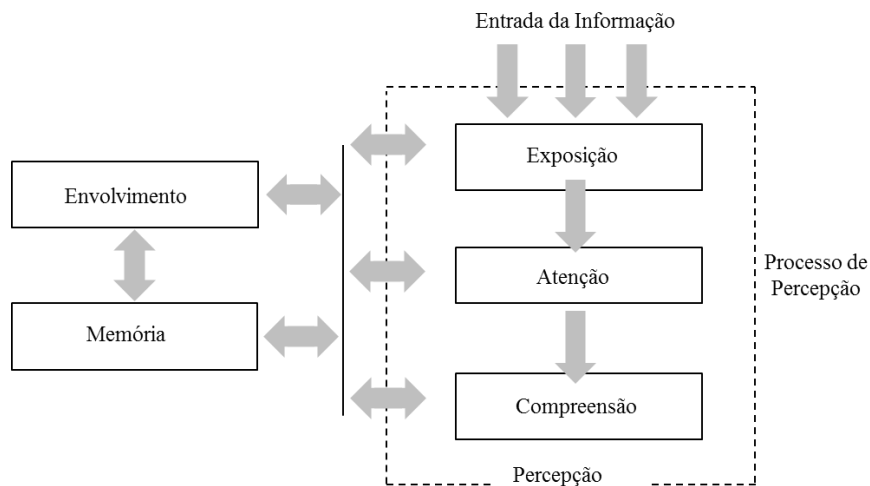 Entrada da Informação
Exposição
Envolvimento
Atenção
Processo de
Percepção
Memória
Compreensão
Percepção